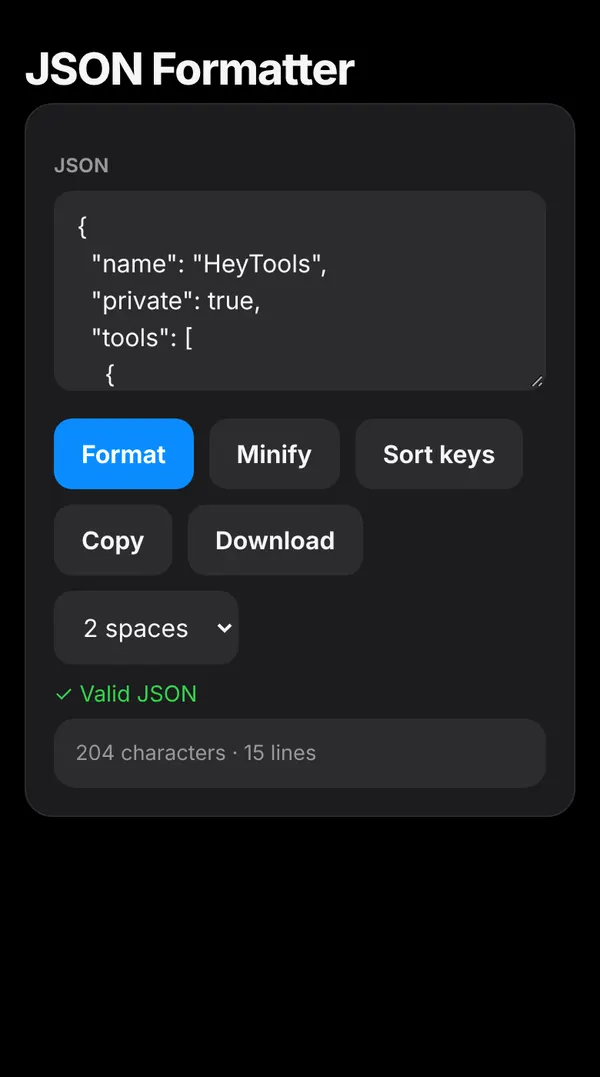 JSON Formatter
JSON
{
  "name": "HeyTools",
  "private": true,
  "tools": [
    {
Format Minify Sort keys
Copy Download
2 spaces
✓ Valid JSON
204 characters · 15 lines